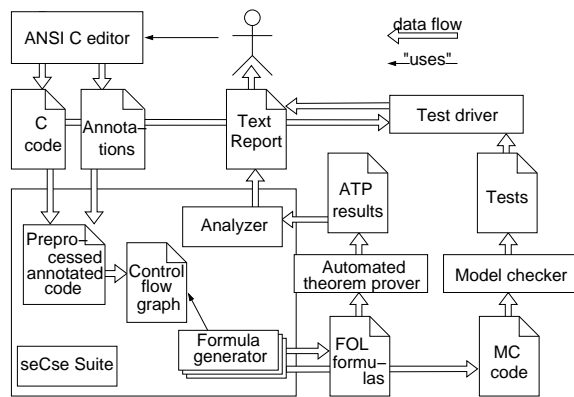 ANSI C editor
data flow
"uses"
C
code
Annota–
tions
Text
Report
Test driver
Analyzer
ATP
results
Tests
Prepro–
cessed
annotated
code
Control
flow
graph
Automated
theorem prover
Model checker
Formula
generator
FOL
formu–
las
MC
code
seCse Suite